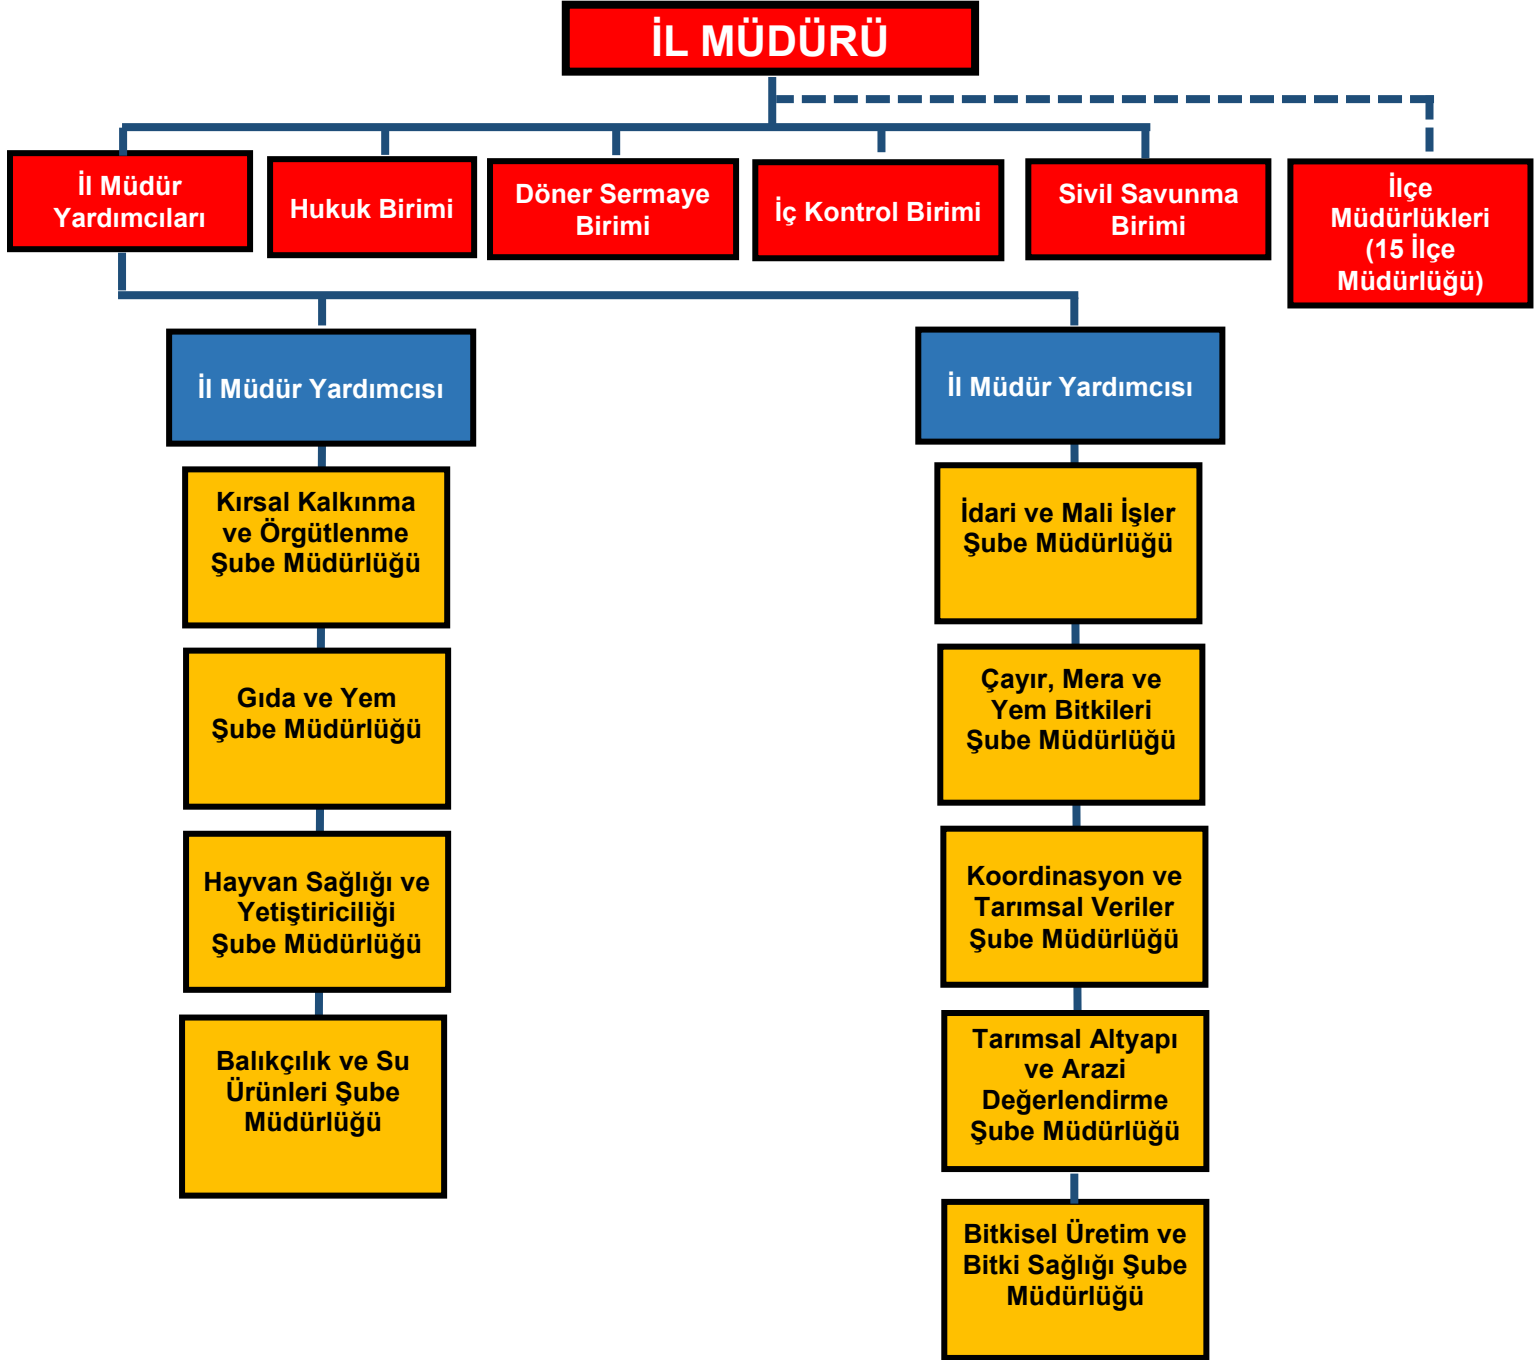 İL MÜDÜRÜ
İl Müdür
Yardımcıları
Hukuk Birimi
Döner Sermaye
Birimi
İç Kontrol Birimi
Sivil Savunma
Birimi
İlçe
Müdürlükleri
(15 İlçe
Müdürlüğü)
İl Müdür Yardımcısı
Kırsal Kalkınma
ve Örgütlenme
Şube Müdürlüğü
Gıda ve Yem
Şube Müdürlüğü
Hayvan Sağlığı ve
Yetiştiriciliği
Şube Müdürlüğü
Balıkçılık ve Su
Ürünleri Şube
Müdürlüğü
İl Müdür Yardımcısı
İdari ve Mali İşler
Şube Müdürlüğü
Çayır, Mera ve
Yem Bitkileri
Şube Müdürlüğü
Koordinasyon ve
Tarımsal Veriler
Şube Müdürlüğü
Tarımsal Altyapı
ve Arazi
Değerlendirme
Şube Müdürlüğü
Bitkisel Üretim ve
Bitki Sağlığı Şube
Müdürlüğü